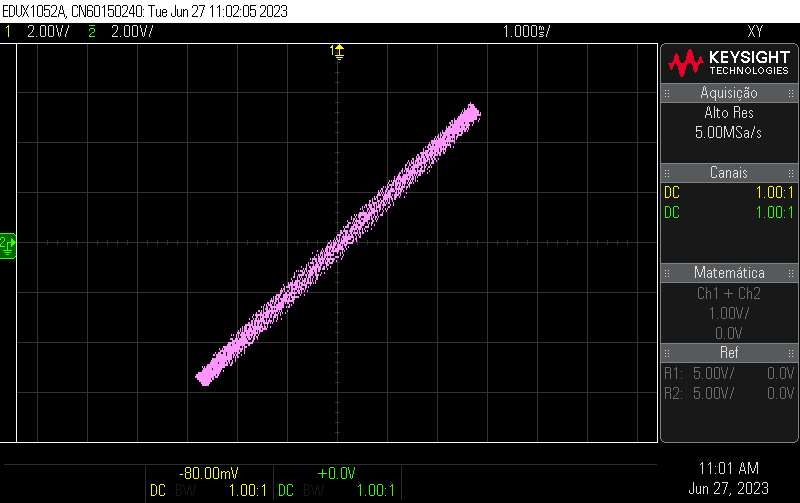 EDUX1052A, CN60150240: Tue Jun 27 11:02:05 2023
1 2.00V/ 2 2.00V/ 1.000ms/ XY
1
KEYSIGHT
TECHNOLOGIES
Aquisição
Alto Res
5.00MSa/s
Canais
DC 1.00:1
DC 1.00:1
2
Matemática
Ch1 + Ch2
1.00V/
0.0V
Ref
R1: 5.00V/ 0.0V
R2: 5.00V/ 0.0V
-80.00mV +0.0V
DC BW 1.00:1 DC BW 1.00:1
11:01 AM
Jun 27, 2023